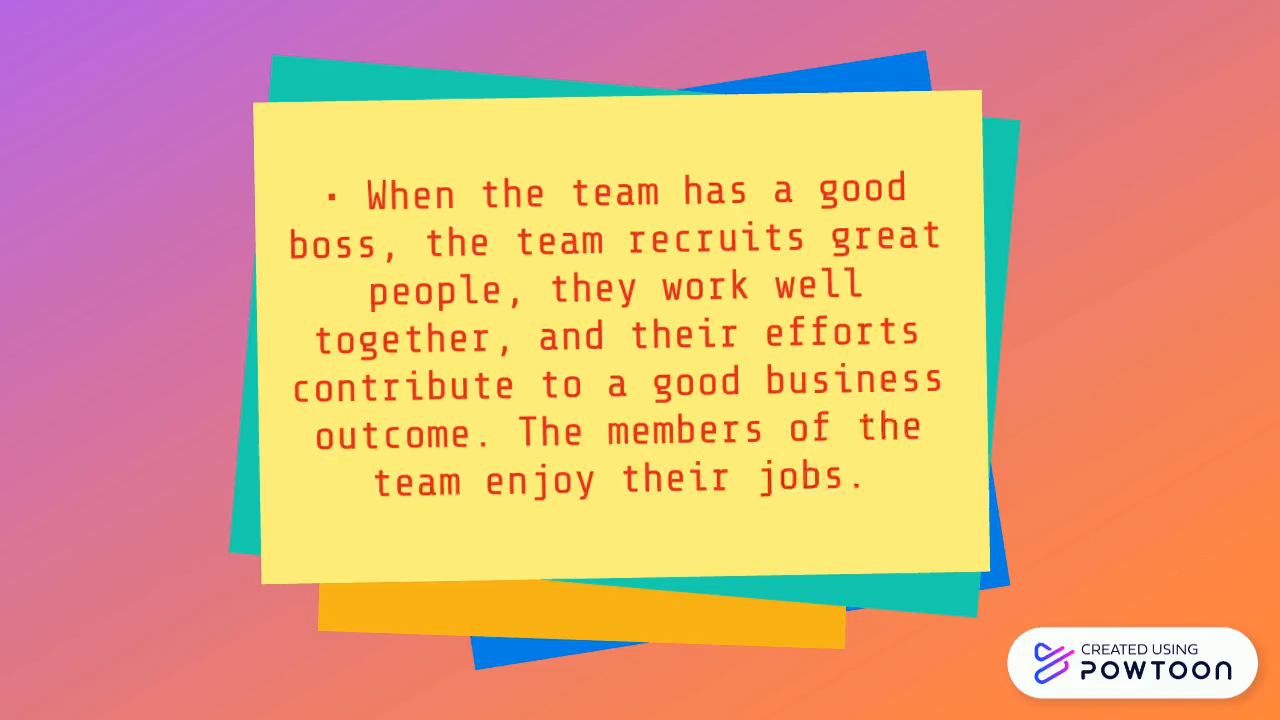 · When the team has a good
boss, the team recruits great
people, they work well
together, and their efforts
contribute to a good business
outcome. The members of the
team enjoy their jobs.
CREATED USING
POWTOON